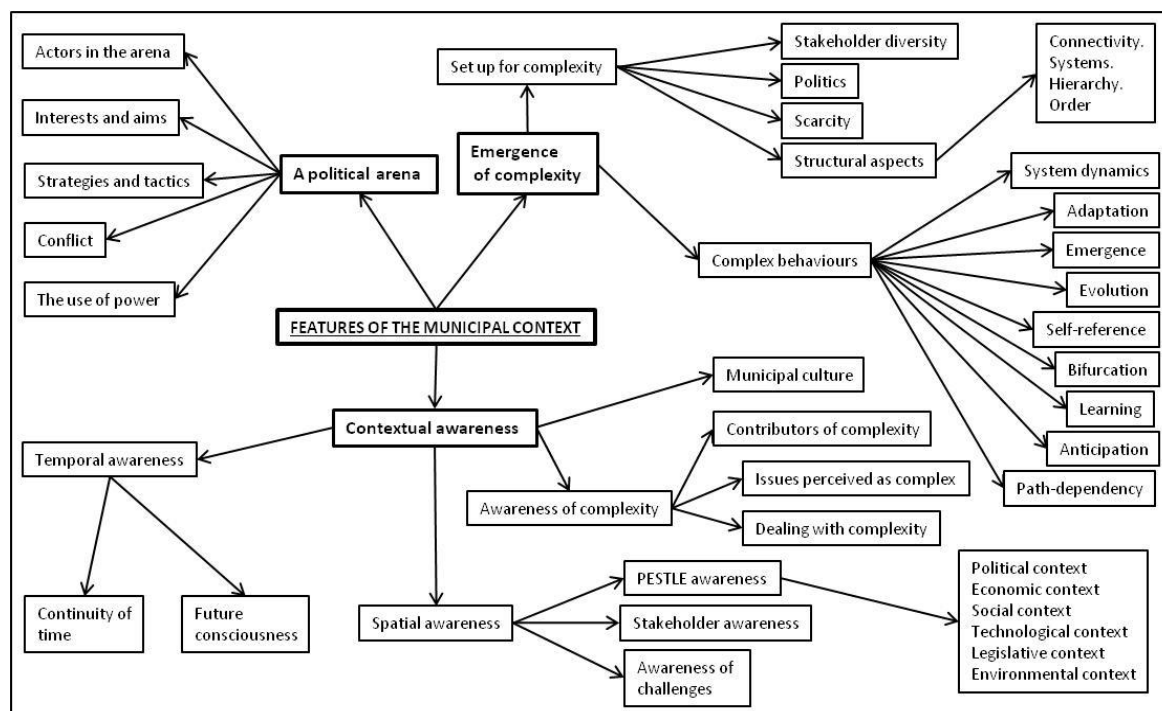 Actors in the arena
Interests and aims
Strategies and tactics
Conflict
The use of power
A political arena
Set up for complexity
Emergence
of complexity
Stakeholder diversity
Politics
Scarcity
Structural aspects
Connectivity.
Systems.
Hierarchy.
Order
Complex behaviours
System dynamics
Adaptation
Emergence
Evolution
Self-reference
Bifurcation
Learning
Anticipation
Path-dependency
FEATURES OF THE MUNICIPAL CONTEXT
Contextual awareness
Temporal awareness
Continuity of
time
Future
consciousness
Municipal culture
Awareness of complexity
Contributors of complexity
Issues perceived as complex
Dealing with complexity
Spatial awareness
PESTLE awareness
Stakeholder awareness
Awareness of
challenges
Political context
Economic context
Social context
Technological context
Legislative context
Environmental context